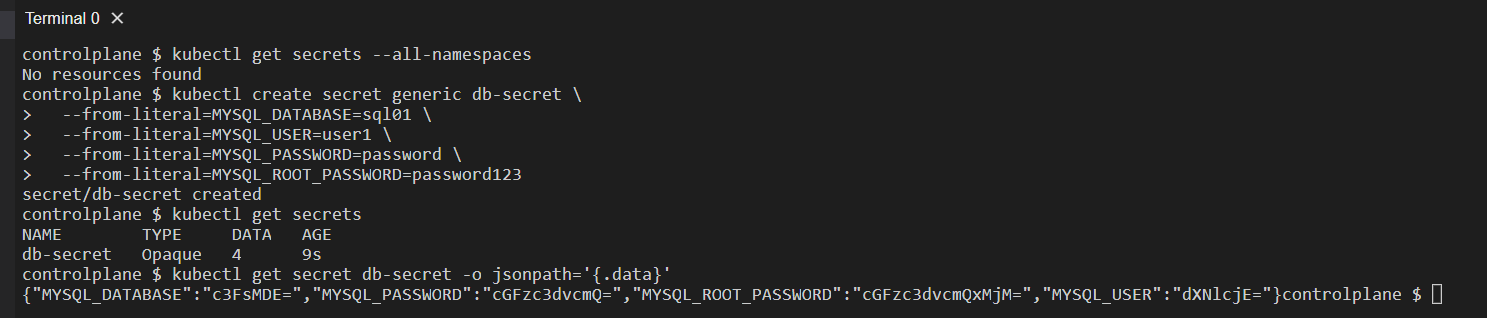 Terminal 0 ×
controlplane $ kubectl get secrets --all-namespaces
No resources found
controlplane $ kubectl create secret generic db-secret \
>   --from-literal=MYSQL_DATABASE=sql01 \
>   --from-literal=MYSQL_USER=user1 \
>   --from-literal=MYSQL_PASSWORD=password \
>   --from-literal=MYSQL_ROOT_PASSWORD=password123
secret/db-secret created
controlplane $ kubectl get secrets
NAME        TYPE     DATA   AGE
db-secret   Opaque   4      9s
controlplane $ kubectl get secret db-secret -o jsonpath='{.data}'
{"MYSQL_DATABASE":"c3FsMDE=","MYSQL_PASSWORD":"cGFzc3dvcmQ=","MYSQL_ROOT_PASSWORD":"cGFzc3dvcmQxMjM=","MYSQL_USER":"dXNlcjE="}controlplane $